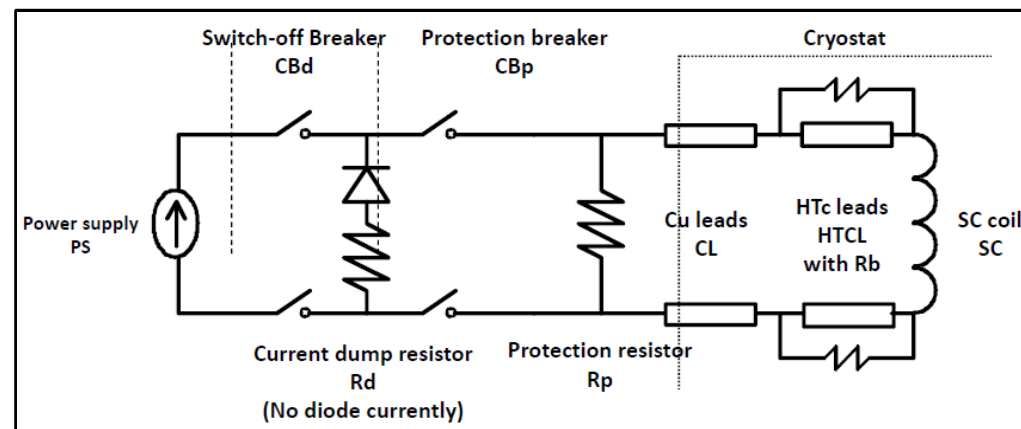 Switch-off Breaker
CBd
Protection breaker
CBp
Cryostat
Power supply
PS
Cu leads
CL
HTc leads
HTCL
with Rb
SC coil
SC
Current dump resistor
Rd
(No diode currently)
Protection resistor
Rp